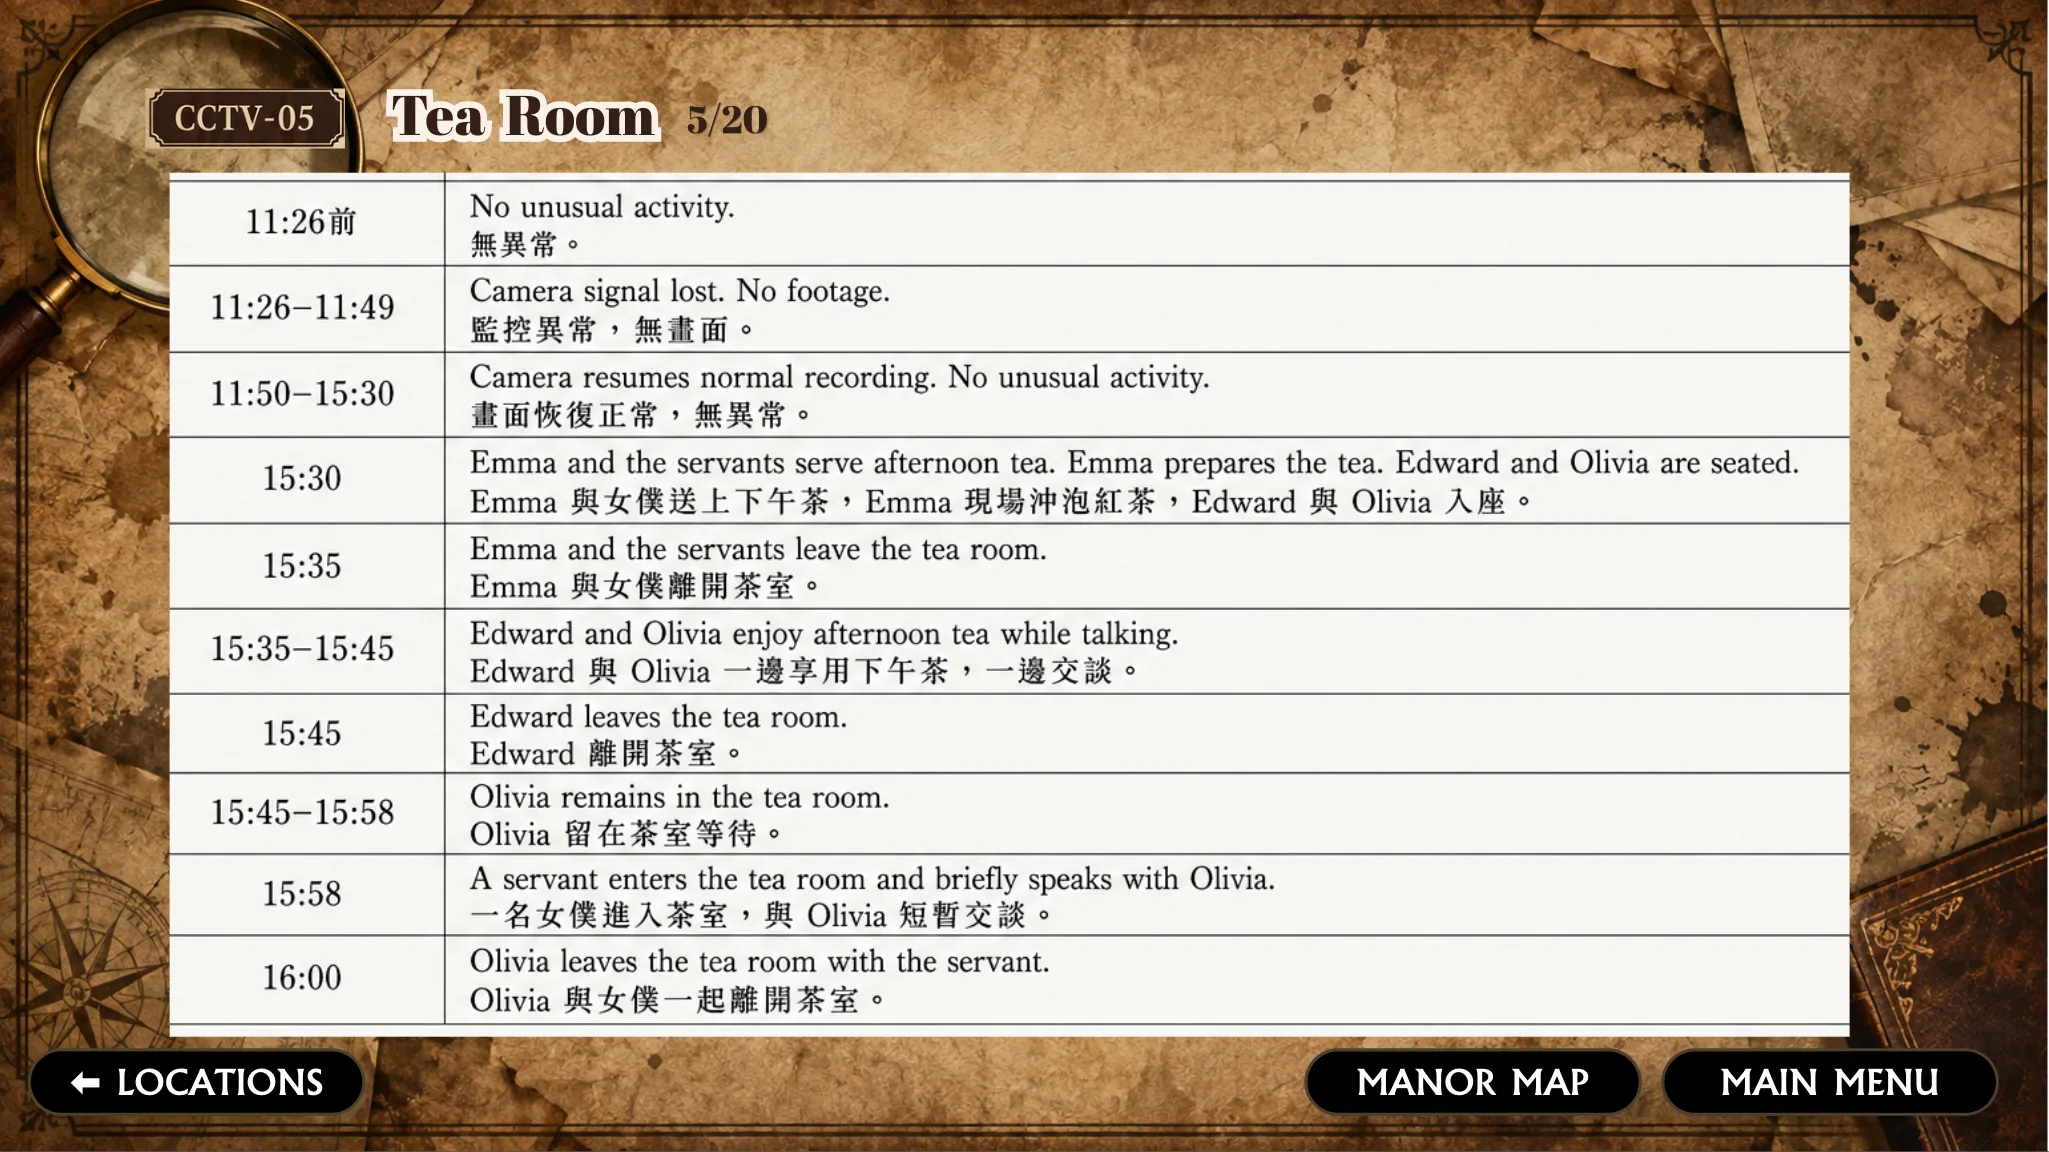 CCTV-05 Tea Room 5/20
11:26前
No unusual activity.
無異常。
11:26–11:49
Camera signal lost. No footage.
監控異常，無畫面。
11:50–15:30
Camera resumes normal recording. No unusual activity.
畫面恢復正常，無異常。
15:30
Emma and the servants serve afternoon tea. Emma prepares the tea. Edward and Olivia are seated.
Emma 與女僕送上下午茶，Emma 現場沖泡紅茶，Edward 與 Olivia 入座。
15:35
Emma and the servants leave the tea room.
Emma 與女僕離開茶室。
15:35–15:45
Edward and Olivia enjoy afternoon tea while talking.
Edward 與 Olivia 一邊享用下午茶，一邊交談。
15:45
Edward leaves the tea room.
Edward 離開茶室。
15:45–15:58
Olivia remains in the tea room.
Olivia 留在茶室等待。
15:58
A servant enters the tea room and briefly speaks with Olivia.
一名女僕進入茶室，與 Olivia 短暫交談。
16:00
Olivia leaves the tea room with the servant.
Olivia 與女僕一起離開茶室。
LOCATIONS
MANOR MAP
MAIN MENU